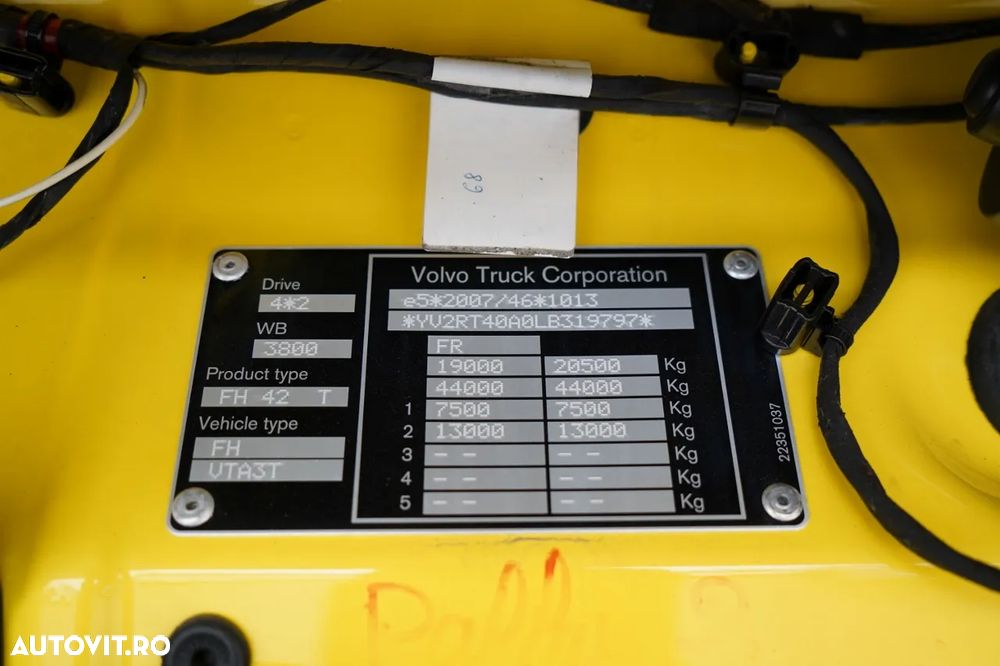 68
Volvo Truck Corporation
Drive
4*2
WB
3800
Product type
FH 42 T
Vehicle type
FH
VTA3T
e5*2007/46*1013
*YV2RT40A0LB319797*
FR
19000 20500 Kg
44000 44000 Kg
1 7500 7500 Kg
2 13000 13000 Kg
3 -- -- Kg
4 -- -- Kg
5 -- -- Kg
22351037
AUTOVIT.RO